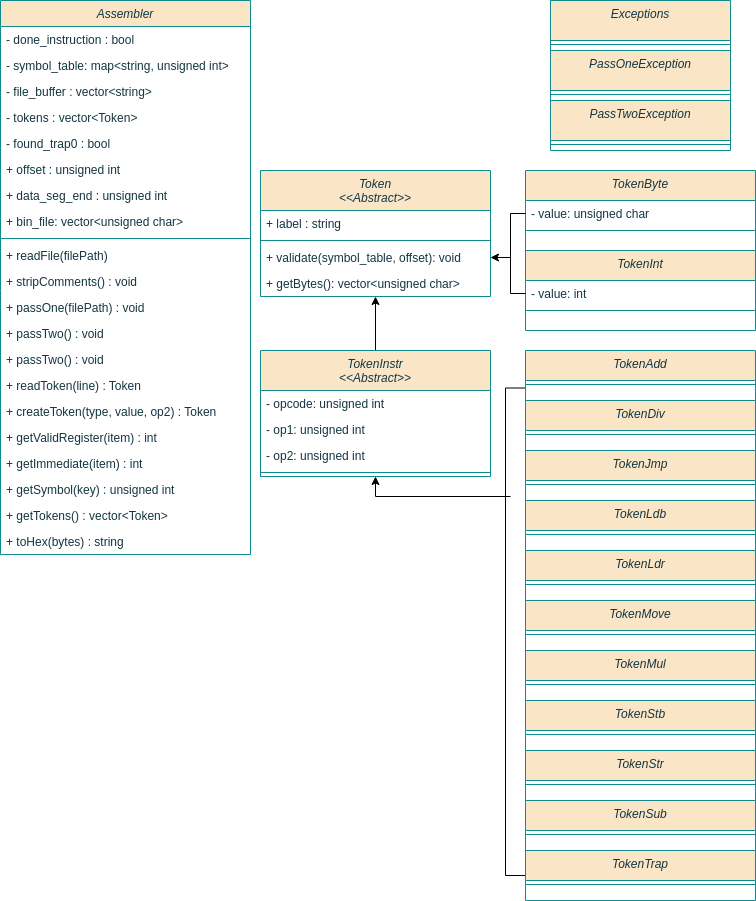 Assembler
- done_instruction : bool
- symbol_table: map<string, unsigned int>
- file_buffer : vector<string>
- tokens : vector<Token>
- found_trap0 : bool
+ offset : unsigned int
+ data_seg_end : unsigned int
+ bin_file: vector<unsigned char>
+ readFile(filePath)
+ stripComments() : void
+ passOne(filePath) : void
+ passTwo() : void
+ passTwo() : void
+ readToken(line) : Token
+ createToken(type, value, op2) : Token
+ getValidRegister(item) : int
+ getImmediate(item) : int
+ getSymbol(key) : unsigned int
+ getTokens() : vector<Token>
+ toHex(bytes) : string
Token
<<Abstract>>
+ label : string
+ validate(symbol_table, offset): void
+ getBytes(): vector<unsigned char>
TokenInstr
<<Abstract>>
- opcode: unsigned int
- op1: unsigned int
- op2: unsigned int
Exceptions
PassOneException
PassTwoException
TokenByte
- value: unsigned char
TokenInt
- value: int
TokenAdd
TokenDiv
TokenJmp
TokenLdb
TokenLdr
TokenMove
TokenMul
TokenStb
TokenStr
TokenSub
TokenTrap